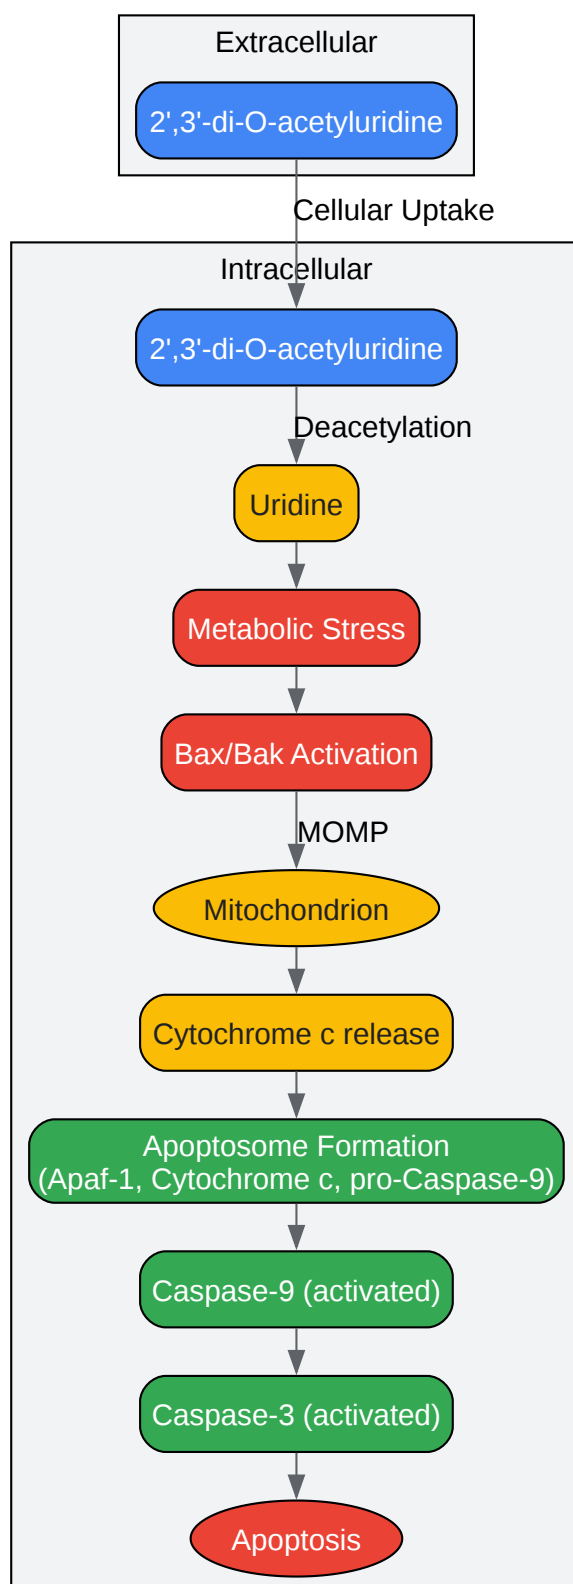 Extracellular
2',3'-di-O-acetyluridine
Cellular Uptake
Intracellular
2',3'-di-O-acetyluridine
Deacetylation
Uridine
Metabolic Stress
Bax/Bak Activation
MOMP
Mitochondrion
Cytochrome c release
Apoptosome Formation
(Apaf-1, Cytochrome c, pro-Caspase-9)
Caspase-9 (activated)
Caspase-3 (activated)
Apoptosis